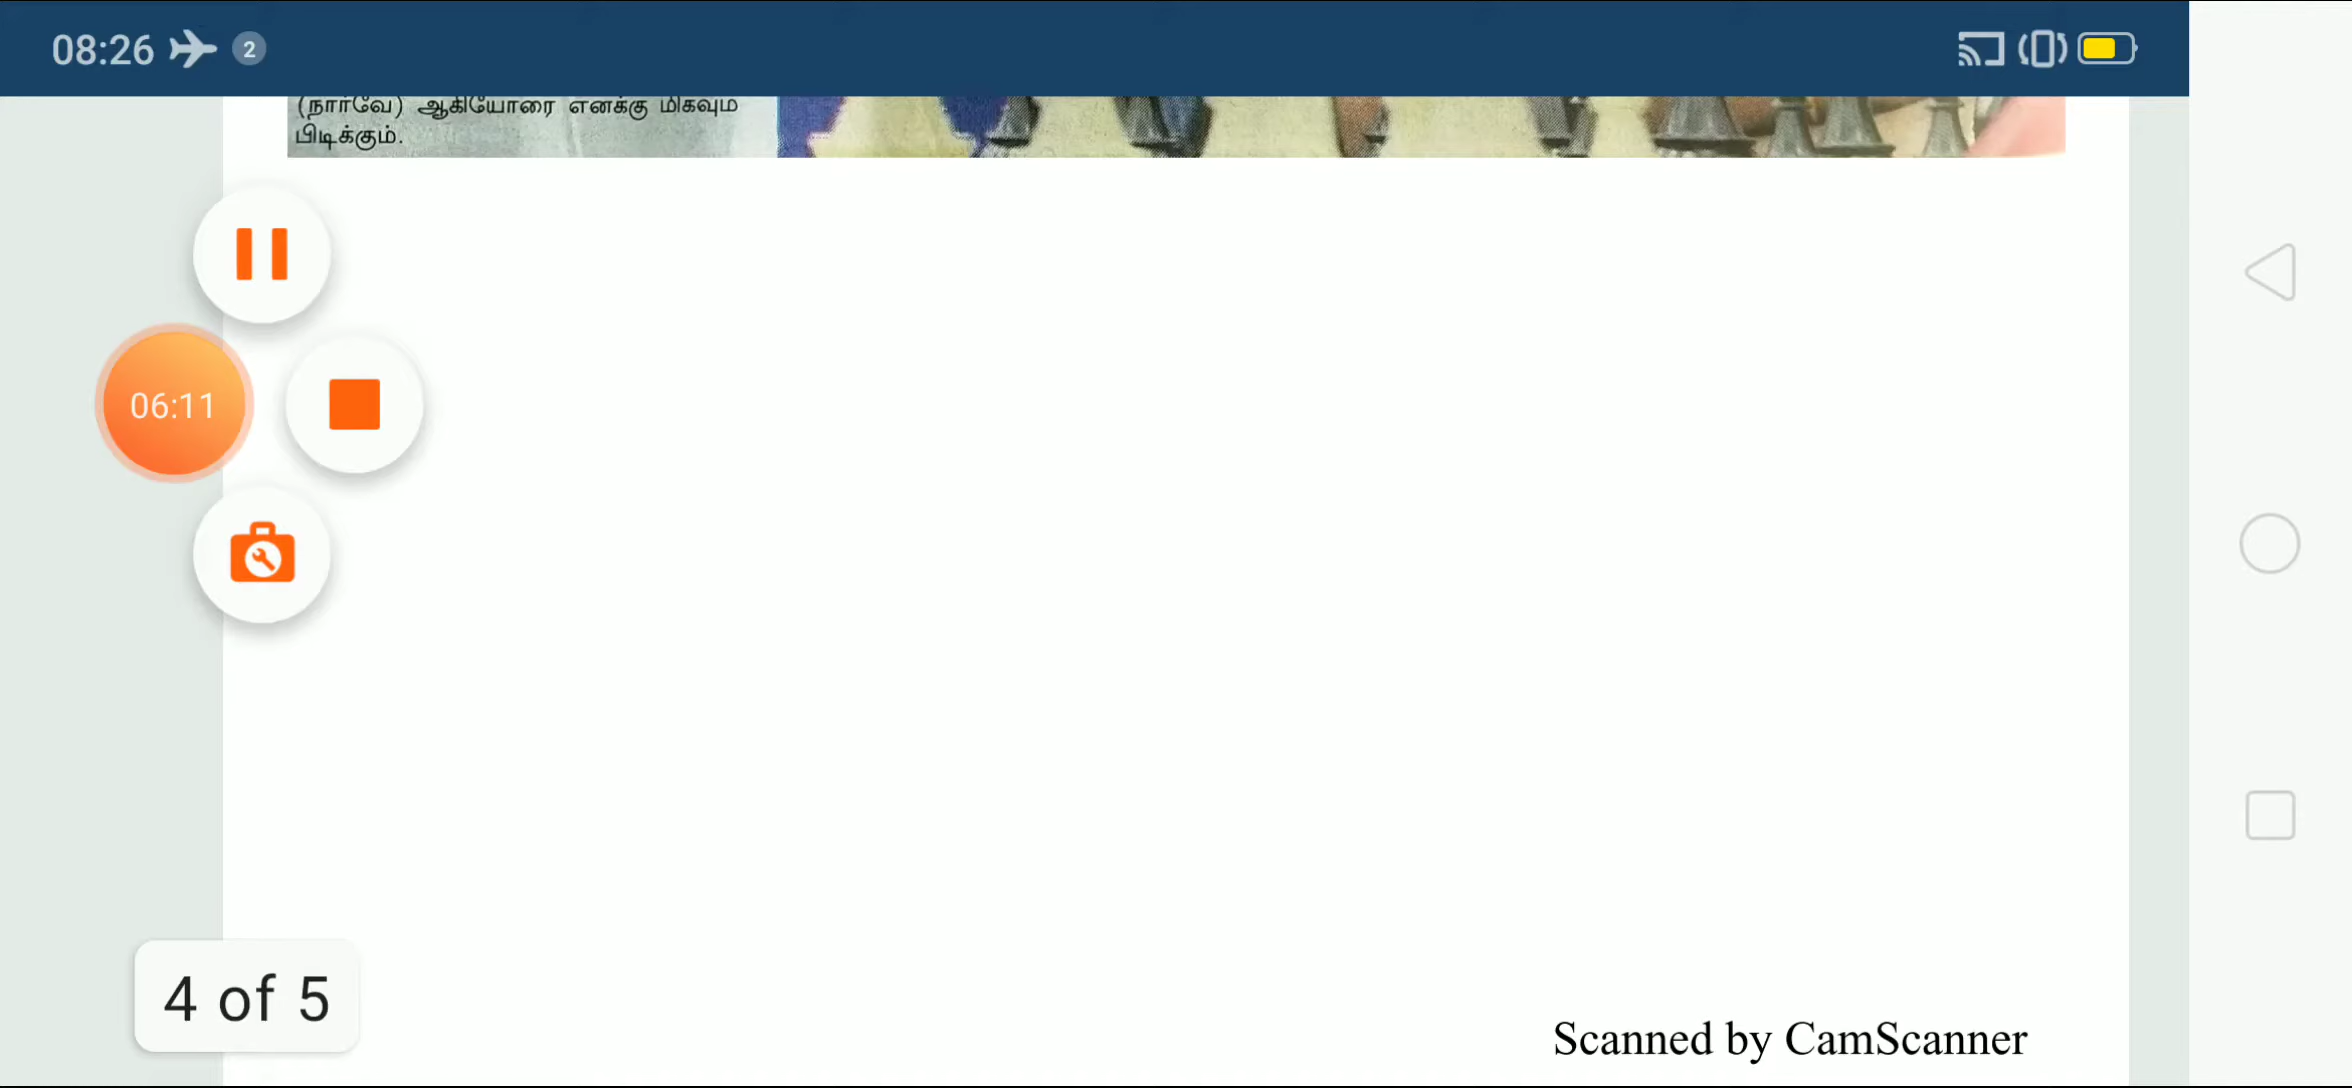 08:26
2
(நார்வே) ஆகியோரை எனக்கு மிகவும்
பிடிக்கும்.
06:11
4 of 5
Scanned by CamScanner